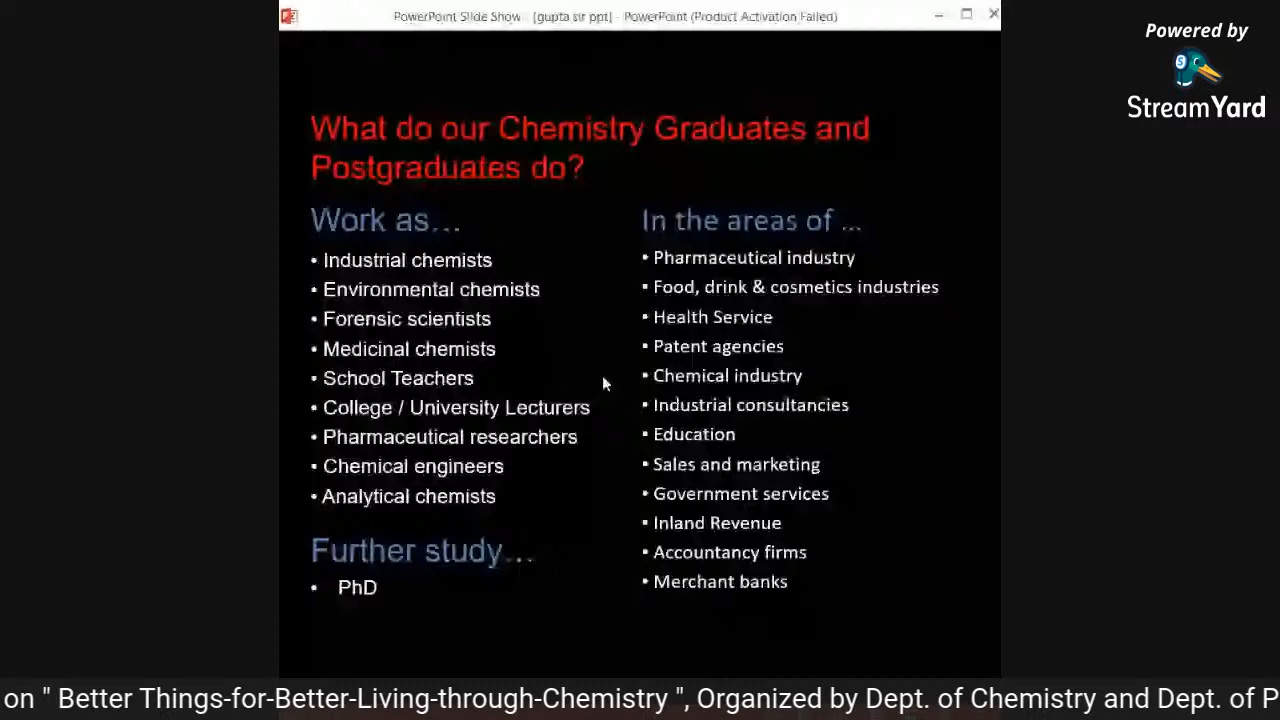 PowerPoint Slide Show - [gupta sir ppt] - PowerPoint (Product Activation Failed)
Powered by
StreamYard
What do our Chemistry Graduates and
Postgraduates do?
Work as...
• Industrial chemists
• Environmental chemists
• Forensic scientists
• Medicinal chemists
• School Teachers
• College / University Lecturers
• Pharmaceutical researchers
• Chemical engineers
• Analytical chemists
Further study...
• PhD
In the areas of ...
• Pharmaceutical industry
• Food, drink & cosmetics industries
• Health Service
• Patent agencies
• Chemical industry
• Industrial consultancies
• Education
• Sales and marketing
• Government services
• Inland Revenue
• Accountancy firms
• Merchant banks
on " Better Things-for-Better-Living-through-Chemistry ", Organized by Dept. of Chemistry and Dept. of P